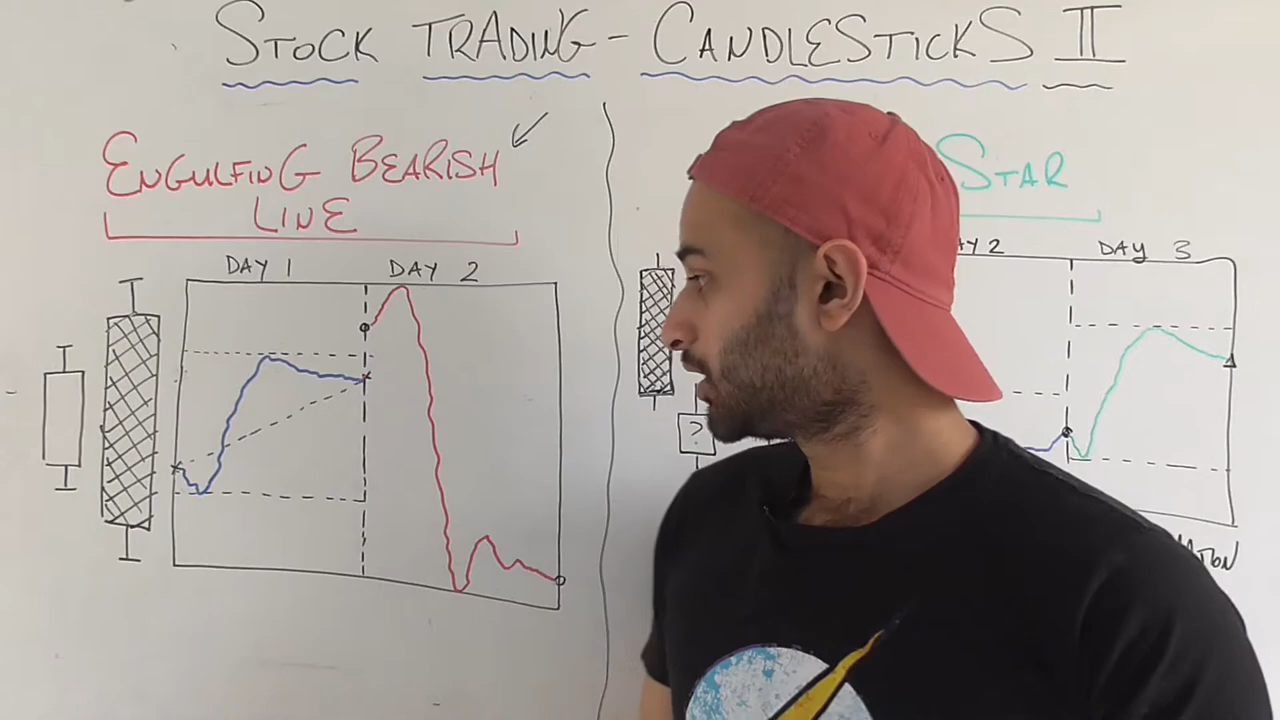 STOCK TRADING - CANDLESTICKS II
ENGULFING BEARISH
LINE
DAY 1
DAY 2
STAR
DAY 3
?